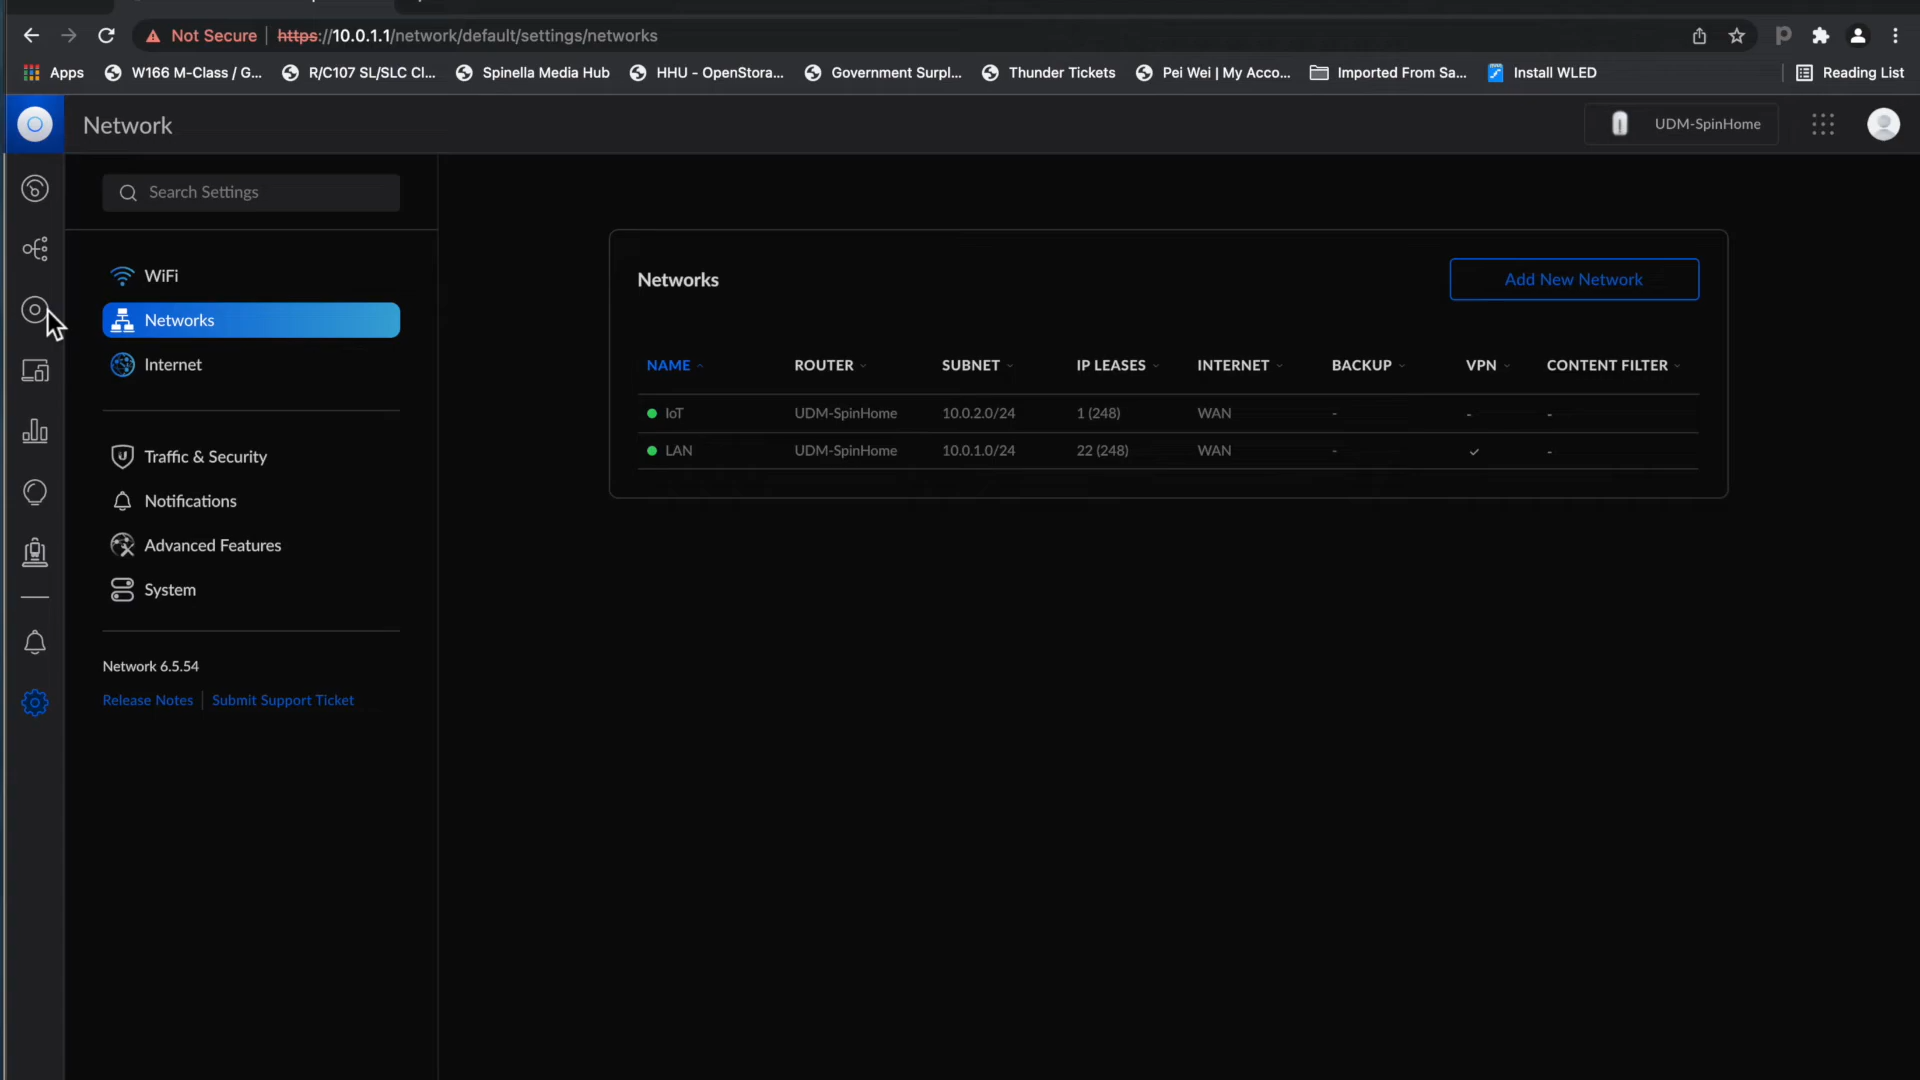 Not Secure | https://10.0.1.1/network/default/settings/networks
Apps W166 M-Class / G... R/C107 SL/SLC Cl... Spinella Media Hub HHU - OpenStora... Government Surpl... Thunder Tickets Pei Wei | My Acco... Imported From Sa... Install WLED Reading List
Network UDM-SpinHome
Search Settings
WiFi
Networks
Internet
Traffic & Security
Notifications
Advanced Features
System
Network 6.5.54
Release Notes | Submit Support Ticket
Networks Add New Network
NAME ROUTER SUBNET IP LEASES INTERNET BACKUP VPN CONTENT FILTER
IoT UDM-SpinHome 10.0.2.0/24 1 (248) WAN - - -
LAN UDM-SpinHome 10.0.1.0/24 22 (248) WAN - ✓ -